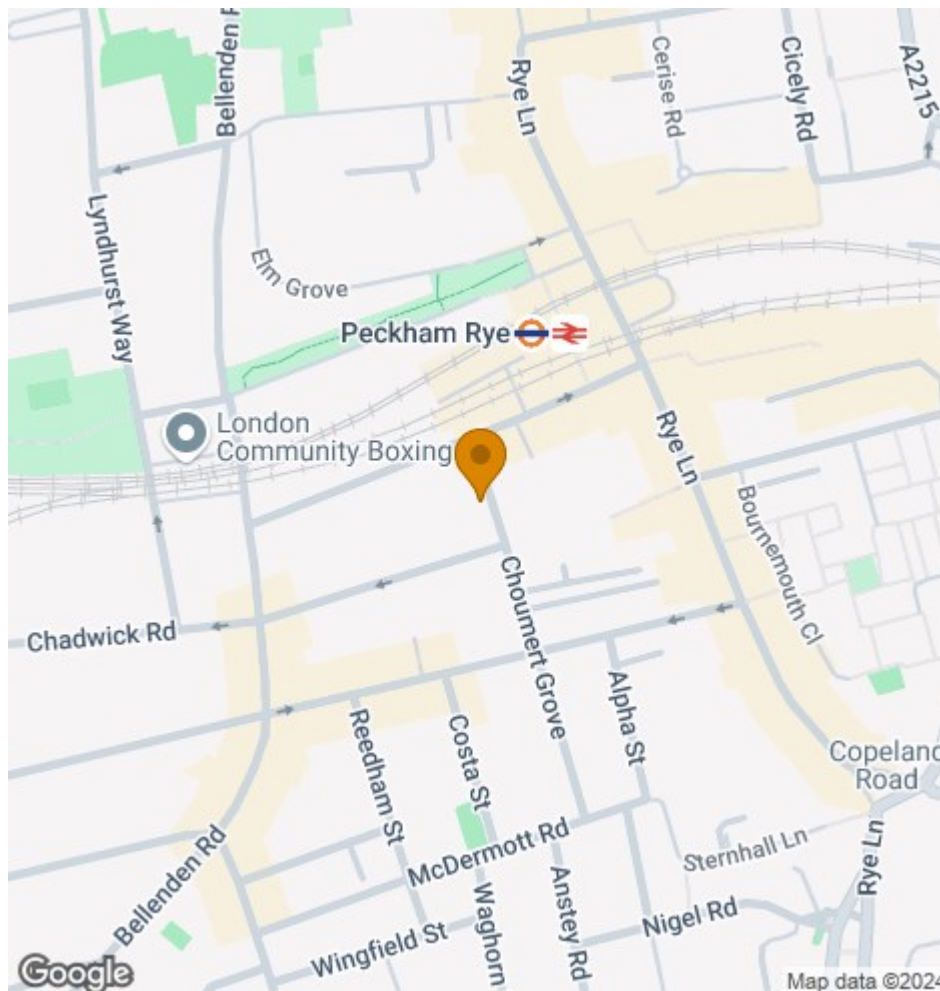 Bellenden R
Rye Ln
Cerise Rd
Cicely Rd
A2215
Lyndhurst Way
Elm Grove
Peckham Rye
London
Community Boxing
Rye Ln
Bournemouth Cl
Chadwick Rd
Choumert Grove
Alpha St
Reedham St
Costa St
Copeland
Road
McDermott Rd
Sternhall Ln
Rye Ln
Bellenden Rd
Waghorn
Anstey Rd
Nigel Rd
Wingfield St
Google
Map data ©2024